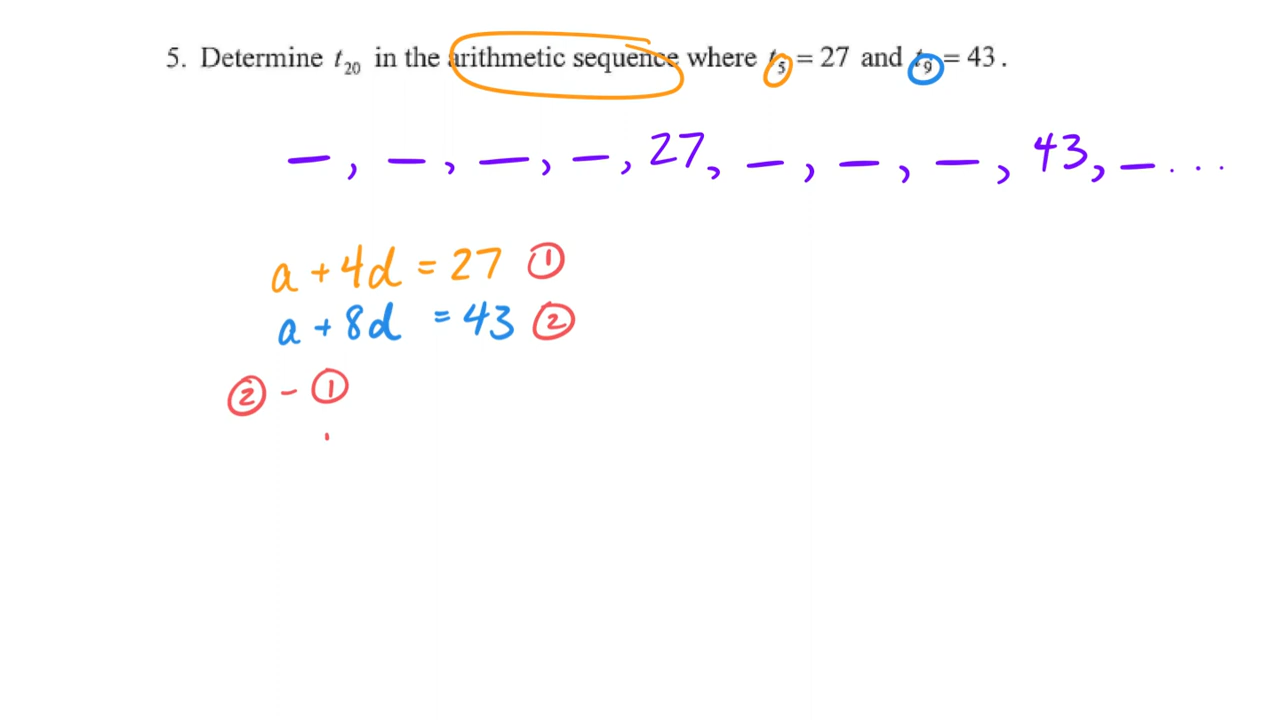 5. Determine t₂₀ in the arithmetic sequence where t₅ = 27 and t₉ = 43.
_, _, _, _, 27, _, _, _, 43, _ ...
a + 4d = 27 ①
a + 8d = 43 ②
② - ①